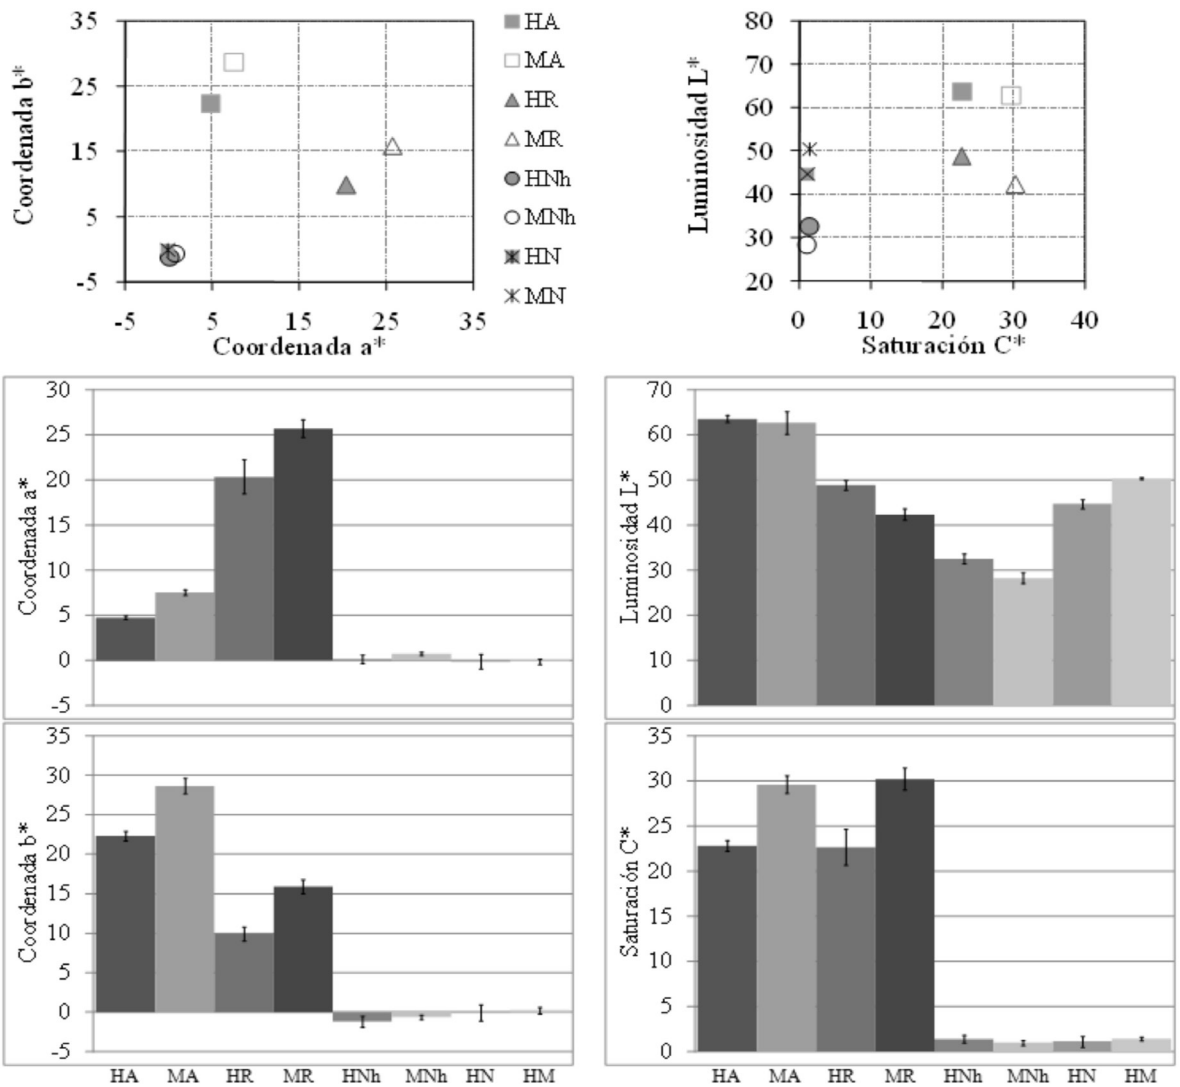 35
25
15
5
-5
Coordenada b*
-5 5 15 25 35
Coordenada a*
HA
MA
HR
MR
HNh
MNh
HN
MN
80
70
60
50
40
30
20
Luminosidad L*
0 10 20 30 40
Saturación C*
30
25
20
15
10
5
0
-5
Coordenada a*
70
60
50
40
30
20
10
0
Luminosidad L*
35
30
25
20
15
10
5
0
-5
Coordenada b*
HA MA HR MR HNh MNh HN HM
35
30
25
20
15
10
5
0
Saturación C*
HA MA HR MR HNh MNh HN HM